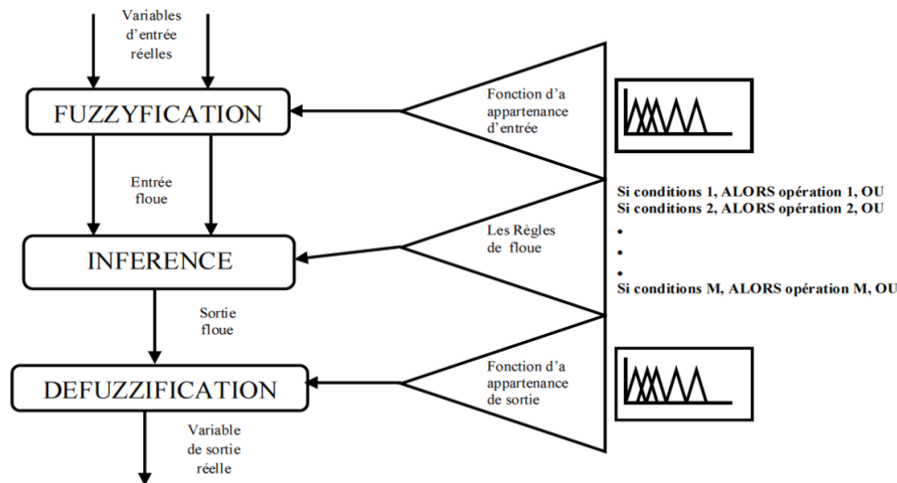 Variables
d'entrée
réelles
FUZZYFICATION
Fonction d'a
appartenance
d'entrée
Entrée
floue
Si conditions 1, ALORS opération 1, OU
Si conditions 2, ALORS opération 2, OU
•
•
•
Si conditions M, ALORS opération M, OU
Les Règles
de floue
INFERENCE
Sortie
floue
Fonction d'a
appartenance
de sortie
DEFUZZIFICATION
Variable
de sortie
réelle